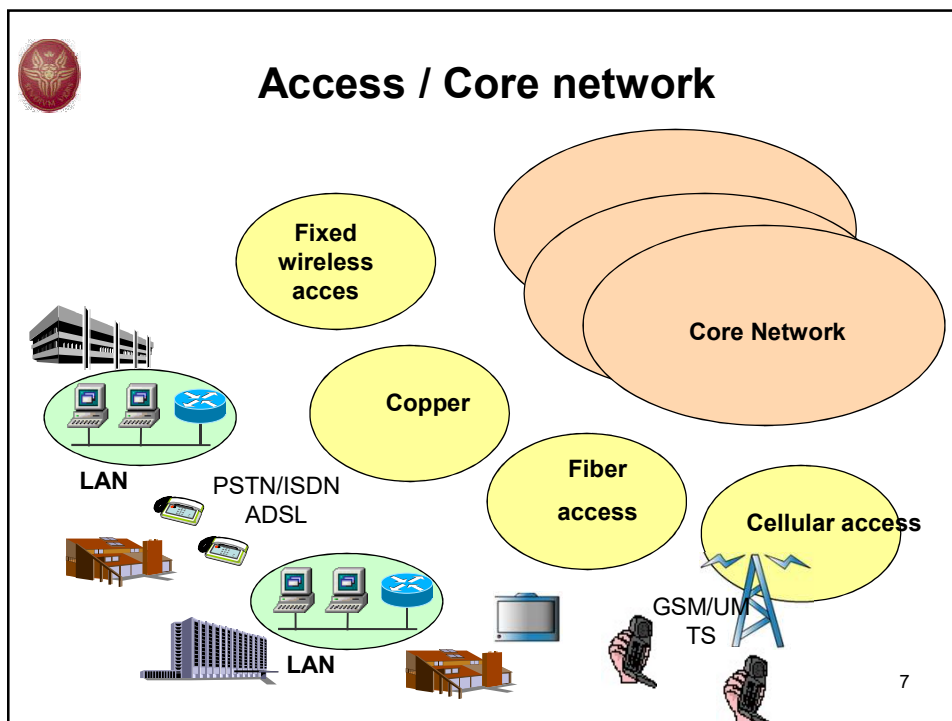 Access / Core network
Fixed
wireless
acces
Core Network
Copper
LAN
PSTN/ISDN
ADSL
Fiber
access
Cellular access
GSM/UM
TS
LAN
7